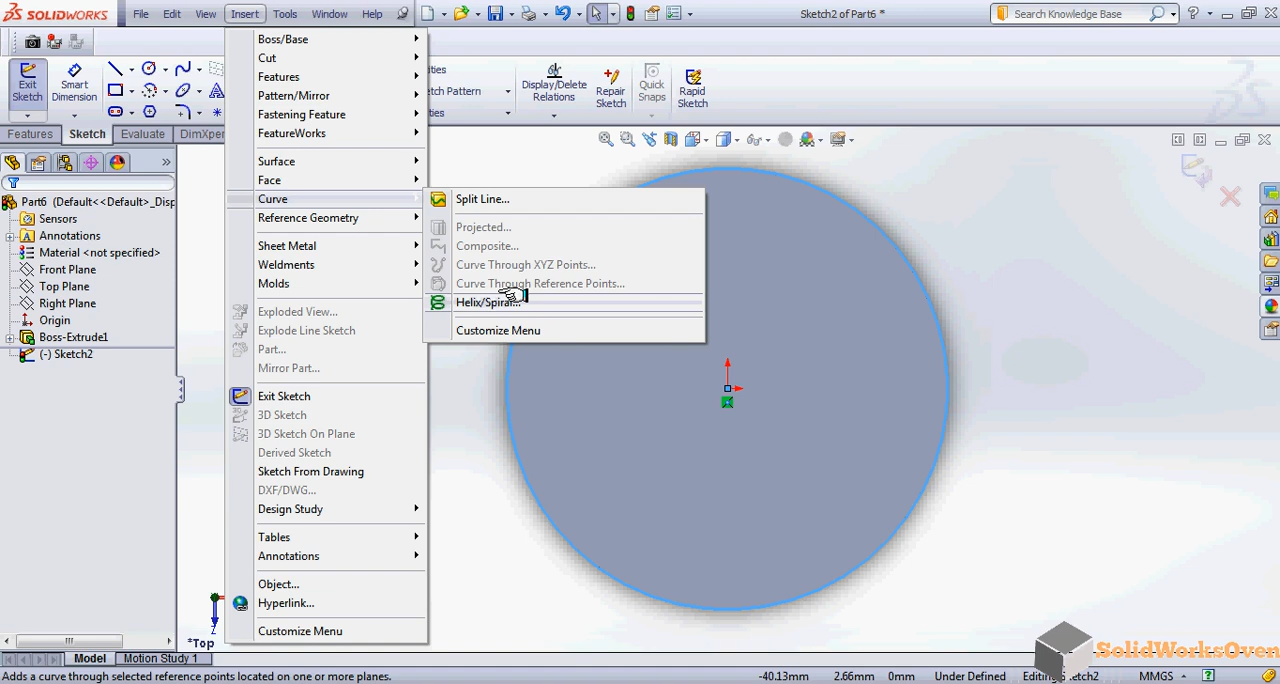 SOLIDWORKS File Edit View Insert Tools Window Help Sketch2 of Part6 * Search Knowledge Base
Exit Sketch
Smart Dimension
ities
etch Pattern
ties
Display/Delete Relations
Repair Sketch
Quick Snaps
Rapid Sketch
Features Sketch Evaluate DimXper
Part6 (Default<<Default>_Disp
Sensors
Annotations
Material <not specified>
Front Plane
Top Plane
Right Plane
Origin
Boss-Extrude1
(-) Sketch2
Boss/Base
Cut
Features
Pattern/Mirror
Fastening Feature
FeatureWorks
Surface
Face
Curve
Reference Geometry
Sheet Metal
Weldments
Molds
Exploded View...
Explode Line Sketch
Part...
Mirror Part...
Exit Sketch
3D Sketch
3D Sketch On Plane
Derived Sketch
Sketch From Drawing
DXF/DWG...
Design Study
Tables
Annotations
Object...
Hyperlink...
Customize Menu
Split Line...
Projected...
Composite...
Curve Through XYZ Points...
Curve Through Reference Points...
Helix/Spiral...
Customize Menu
*Top
SolidWorksOven
Model Motion Study 1
Adds a curve through selected reference points located on one or more planes. -40.13mm 2.66mm 0mm Under Defined Editing Sketch2 MMGS